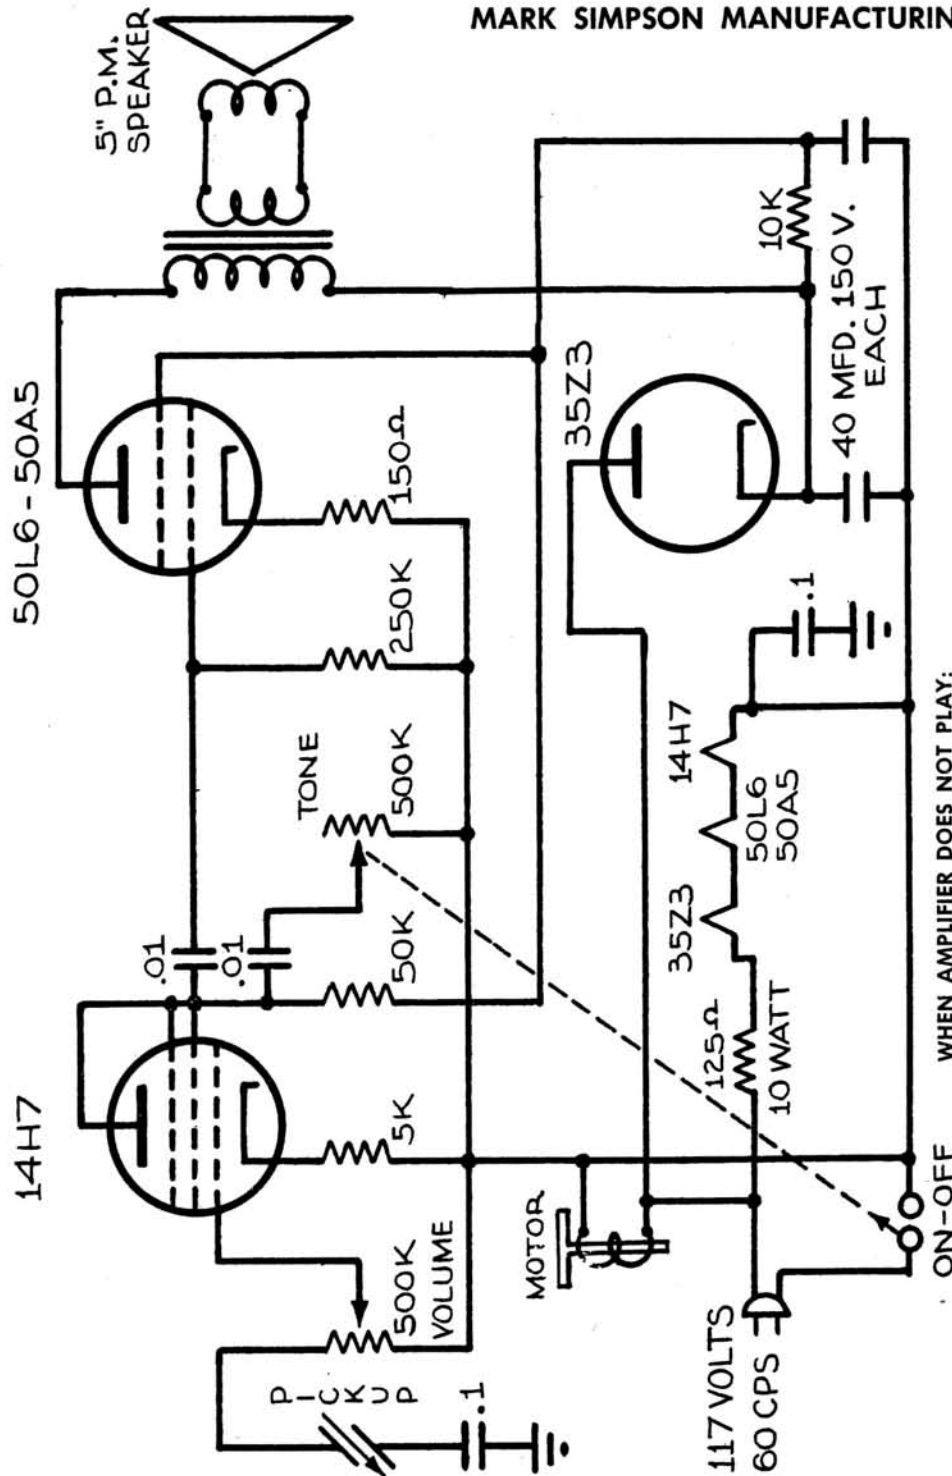 MARK SIMPSON MANUFACTURIN
5" P.M.
SPEAKER
50L6-50A5
14H7
.01
.01
TONE
500K
VOLUME
5K
50K
500K
250K
150Ω
PICKUP
.1
MOTOR
35Z3
10K
40 MFD. 150 V.
EACH
.1
14H7
50L6
50A5
35Z3
125Ω
10 WATT
117 VOLTS
60 CPS
ON-OFF
WHEN AMPLIFIER DOES NOT PLAY: